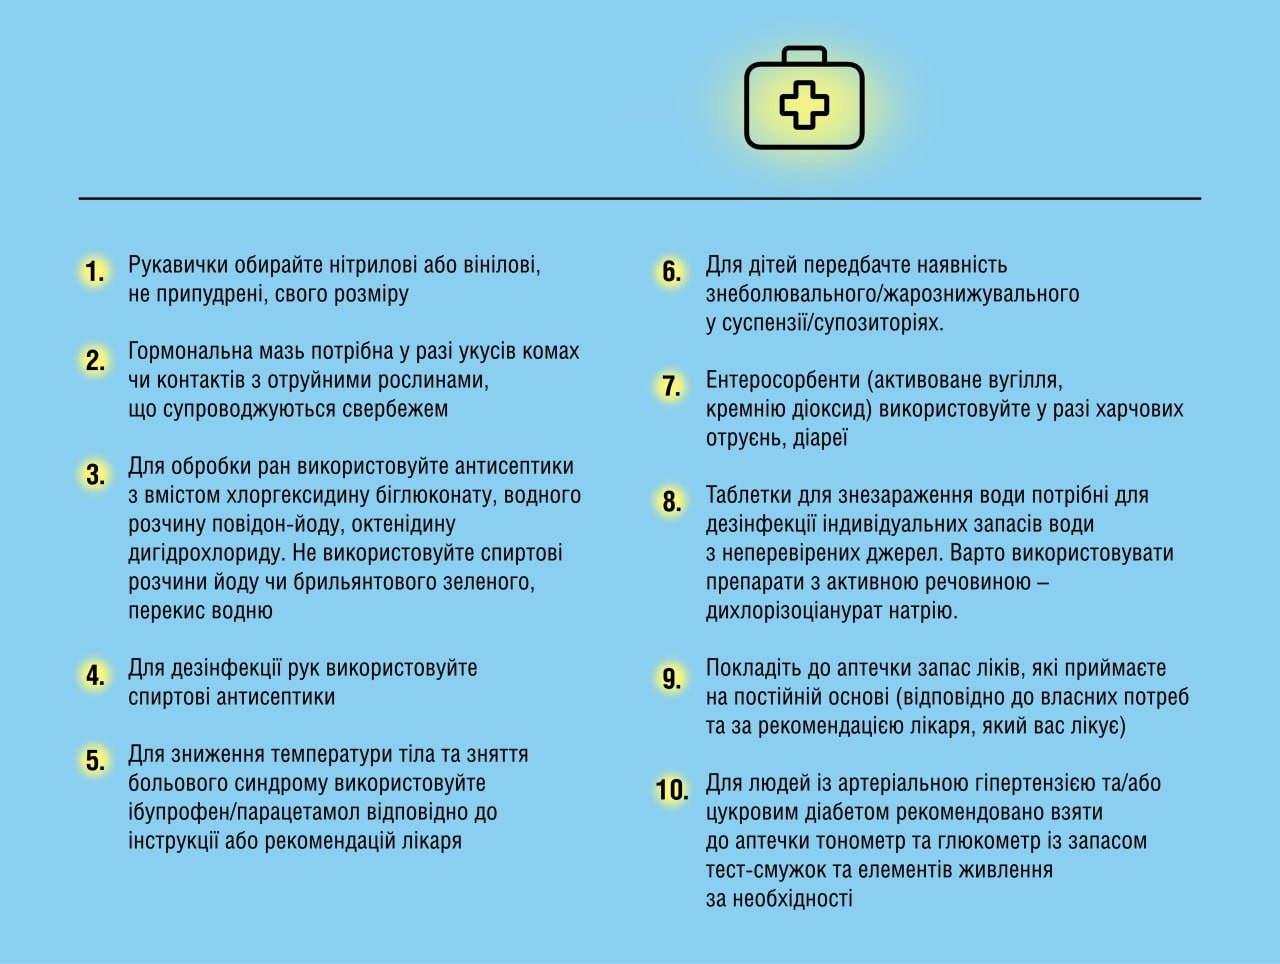 1. Рукавички обирайте нітрилові або вінілові,
не припудрені, свого розміру
2. Гормональна мазь потрібна у разі укусів комах
чи контактів з отруйними рослинами,
що супроводжуються свербежем
3. Для обробки ран використовуйте антисептики
з вмістом хлоргексидину біглюконату, водного
розчину повідон-йоду, октенідину
дигідрохлориду. Не використовуйте спиртові
розчини йоду чи брильянтового зеленого,
перекис водню
4. Для дезінфекції рук використовуйте
спиртові антисептики
5. Для зниження температури тіла та зняття
больового синдрому використовуйте
ібупрофен/парацетамол відповідно до
інструкції або рекомендацій лікаря
6. Для дітей передбачте наявність
знеболювального/жарознижувального
у суспензії/супозиторіях.
7. Ентеросорбенти (активоване вугілля,
кремнію діоксид) використовуйте у разі харчових
отруєнь, діареї
8. Таблетки для знезараження води потрібні для
дезінфекції індивідуальних запасів води
з неперевірених джерел. Варто використовувати
препарати з активною речовиною –
дихлорізоціанурат натрію.
9. Покладіть до аптечки запас ліків, які приймаєте
на постійній основі (відповідно до власних потреб
та за рекомендацією лікаря, який вас лікує)
10. Для людей із артеріальною гіпертензією та/або
цукровим діабетом рекомендовано взяти
до аптечки тонометр та глюкометр із запасом
тест-смужок та елементів живлення
за необхідності